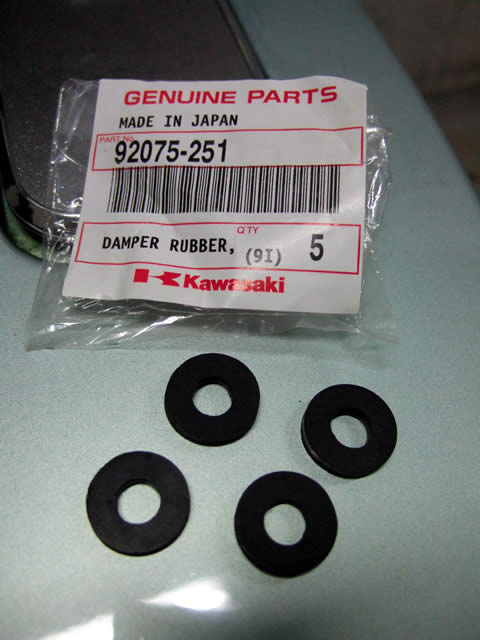 GENUINE PARTS
MADE IN JAPAN
PART No.
92075-251
Q'TY
DAMPER RUBBER, (9I) 5
Kawasaki